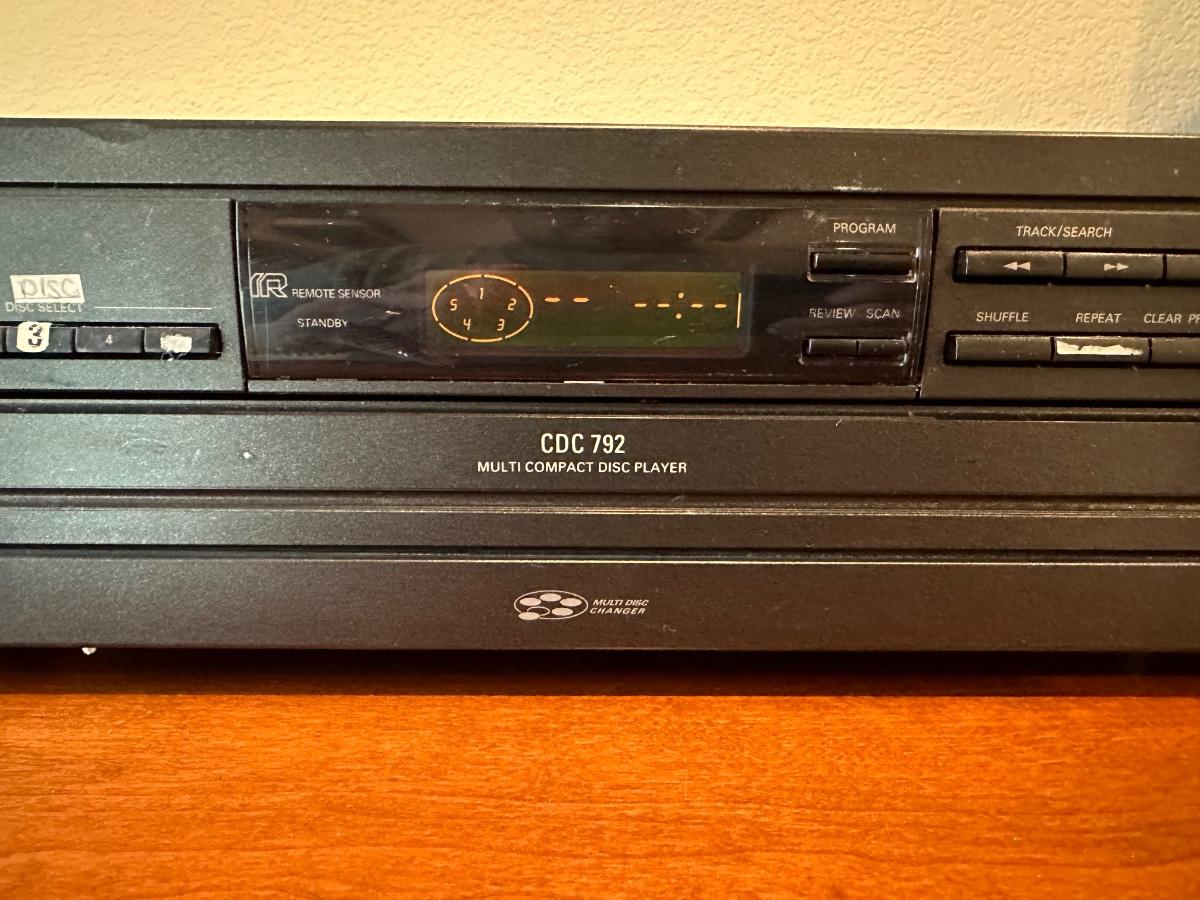 PROGRAM
TRACK/SEARCH
DISC
IR REMOTE SENSOR
DISC SELECT
STANDBY
1
5 2
4 3
-- --:--
REVIEW SCAN
SHUFFLE
REPEAT
CLEAR
3
4
CDC 792
MULTI COMPACT DISC PLAYER
MULTI DISC
CHANGER